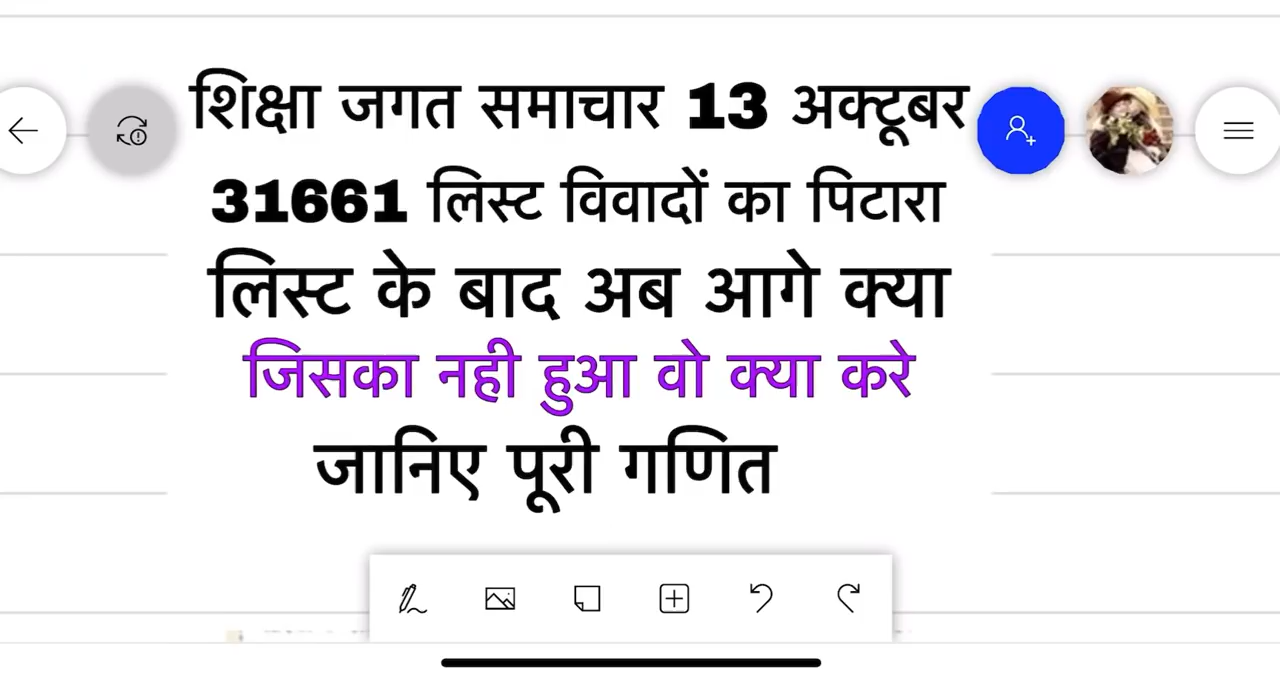 शिक्षा जगत समाचार 13 अक्टूबर
31661 लिस्ट विवादों का पिटारा
लिस्ट के बाद अब आगे क्या
जिसका नही हुआ वो क्या करे
जानिए पूरी गणित